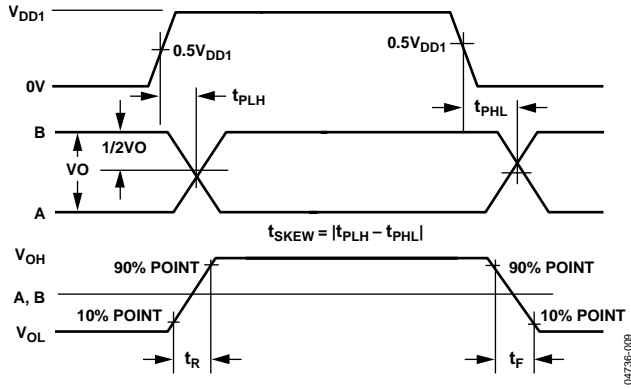 VDD1
0.5VDD1
0.5VDD1
0V
tPLH
tPHL
B
1/2VO
VO
A
tSKEW = |tPLH – tPHL|
VOH
90% POINT
90% POINT
A, B
10% POINT
10% POINT
VOL
tR
tF
04736-009